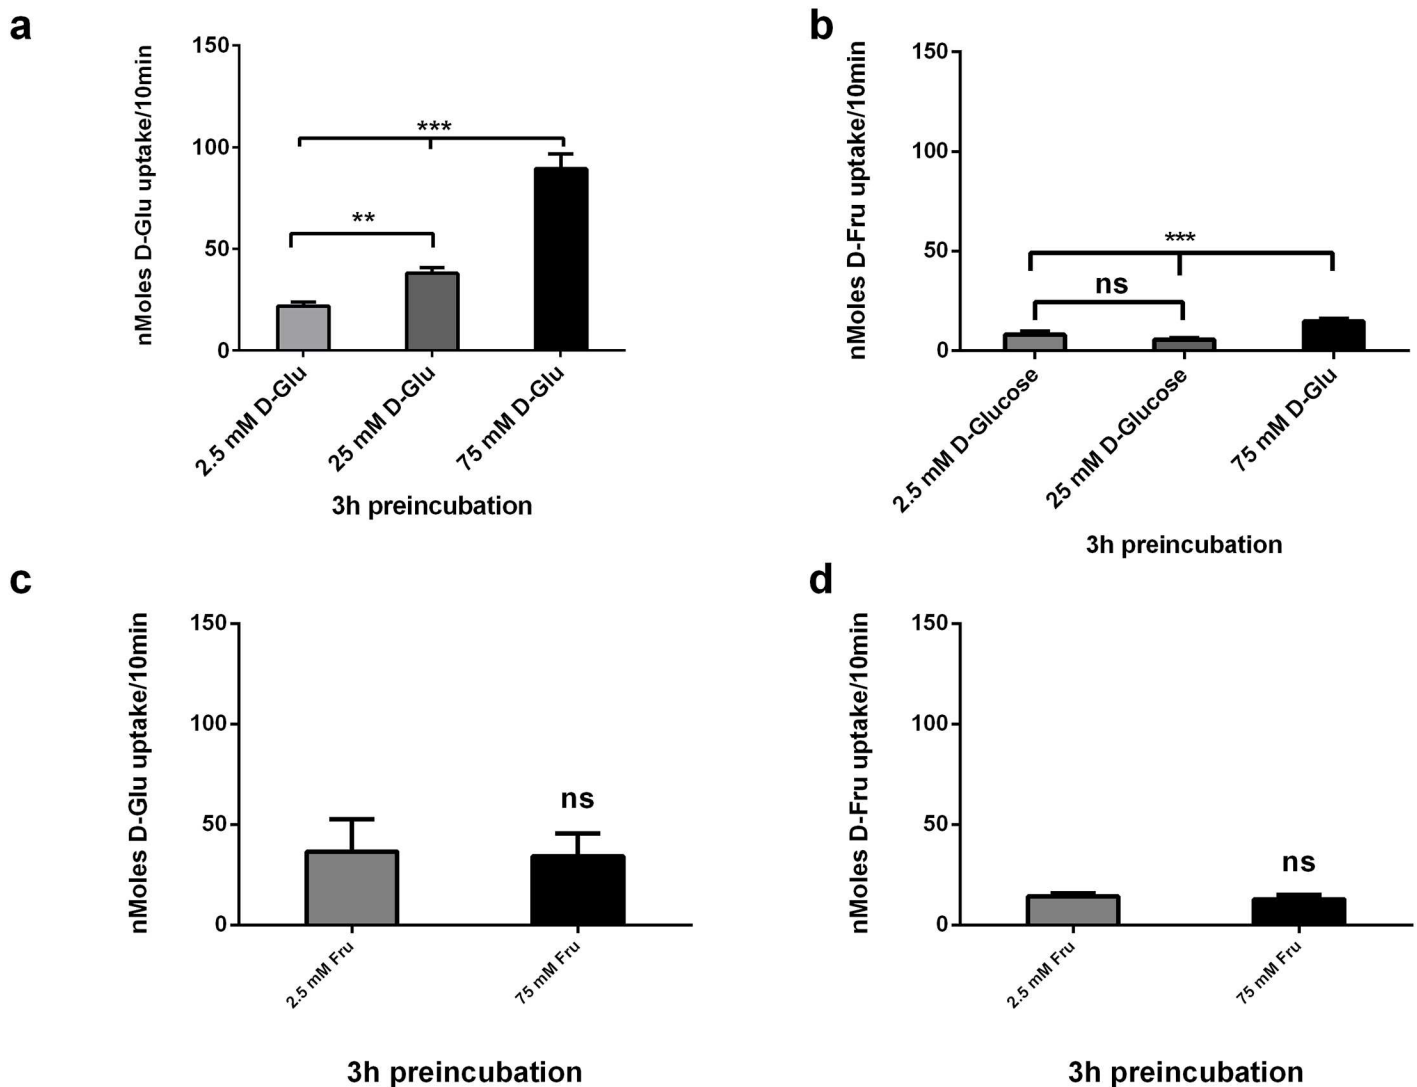 a
nMoles D-Glu uptake/10min
150
100
50
0
***
**
2.5 mM D-Glu
25 mM D-Glu
75 mM D-Glu
3h preincubation
b
nMoles D-Fru uptake/10min
150
100
50
0
***
ns
2.5 mM D-Glucose
25 mM D-Glucose
75 mM D-Glu
3h preincubation
c
nMoles D-Glu uptake/10min
150
100
50
0
ns
2.5 mM Fru
75 mM Fru
3h preincubation
d
nMoles D-Fru uptake/10min
150
100
50
0
ns
2.5 mM Fru
75 mM Fru
3h preincubation